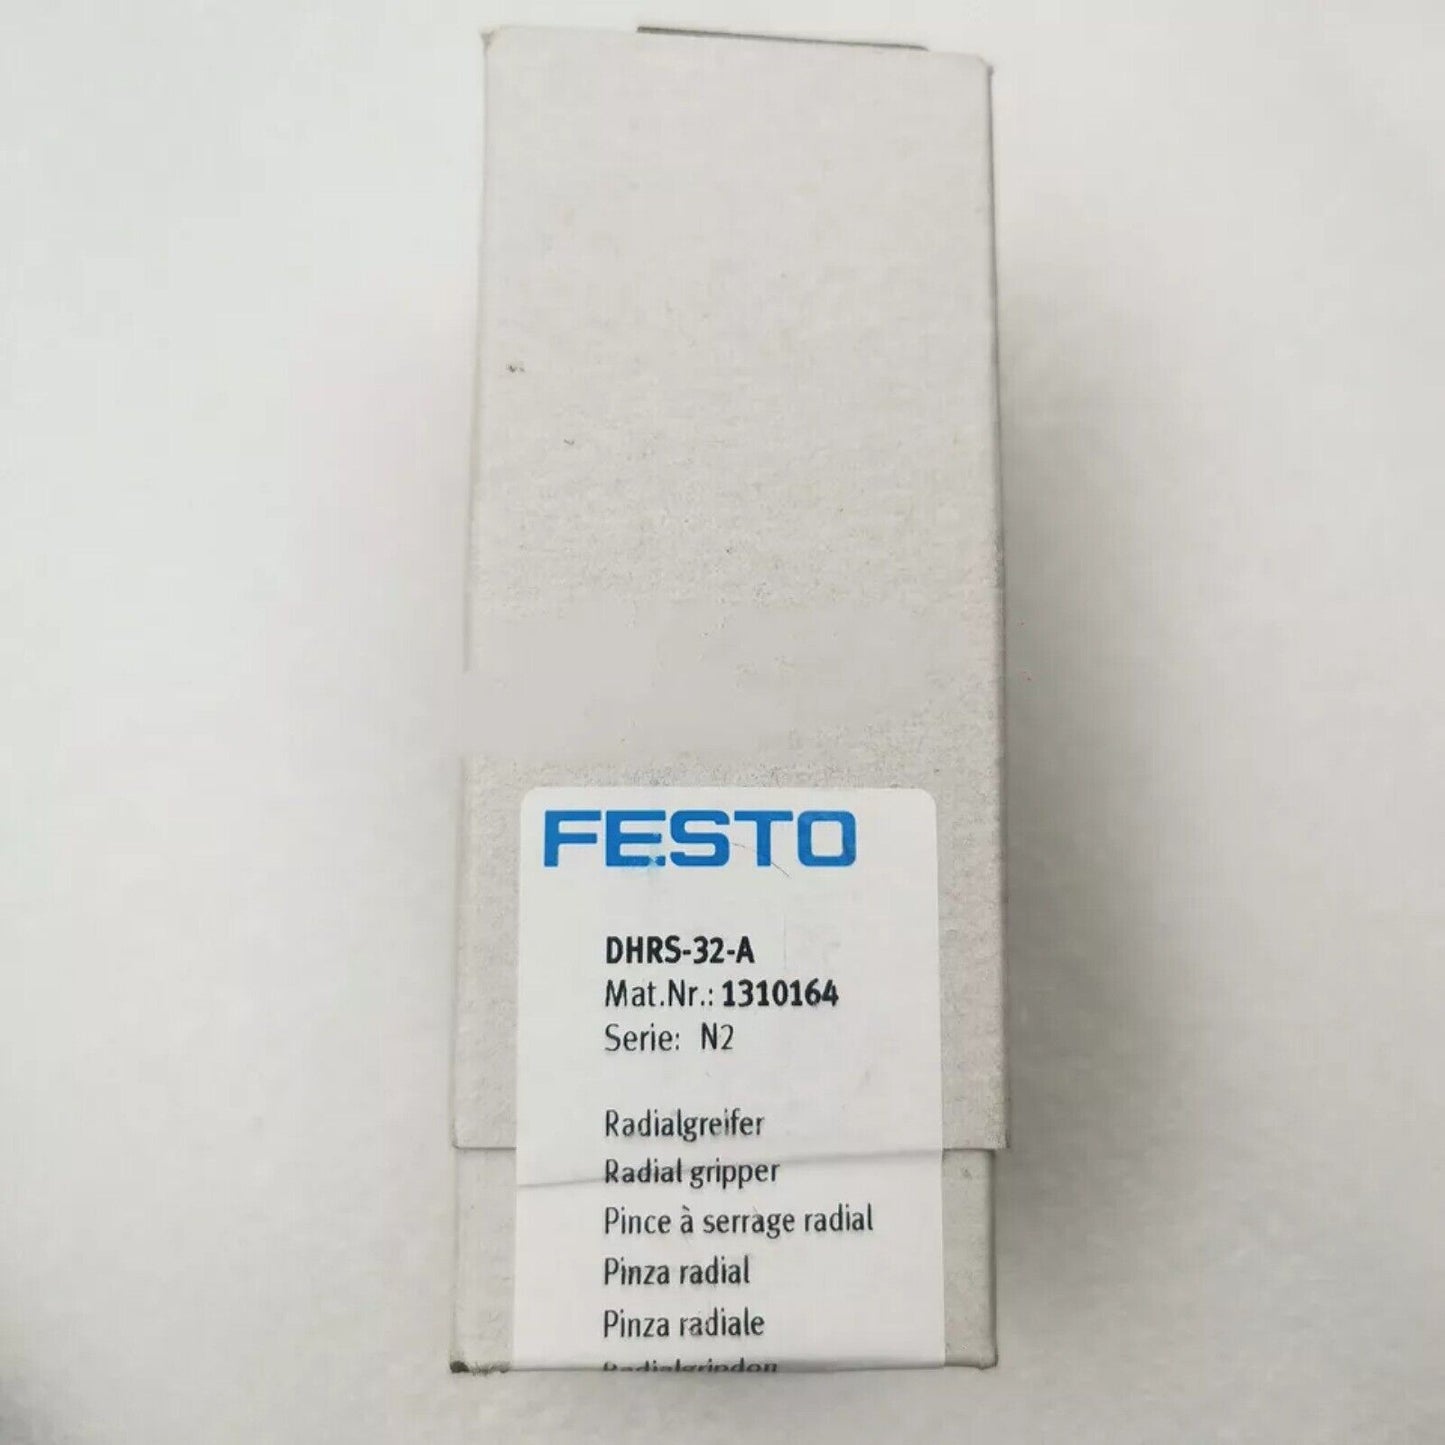 FESTO
DHRS-32-A
Mat.Nr.: 1310164
Serie: N2
Radialgreifer
Radial gripper
Pince à serrage radial
Pinza radial
Pinza radiale